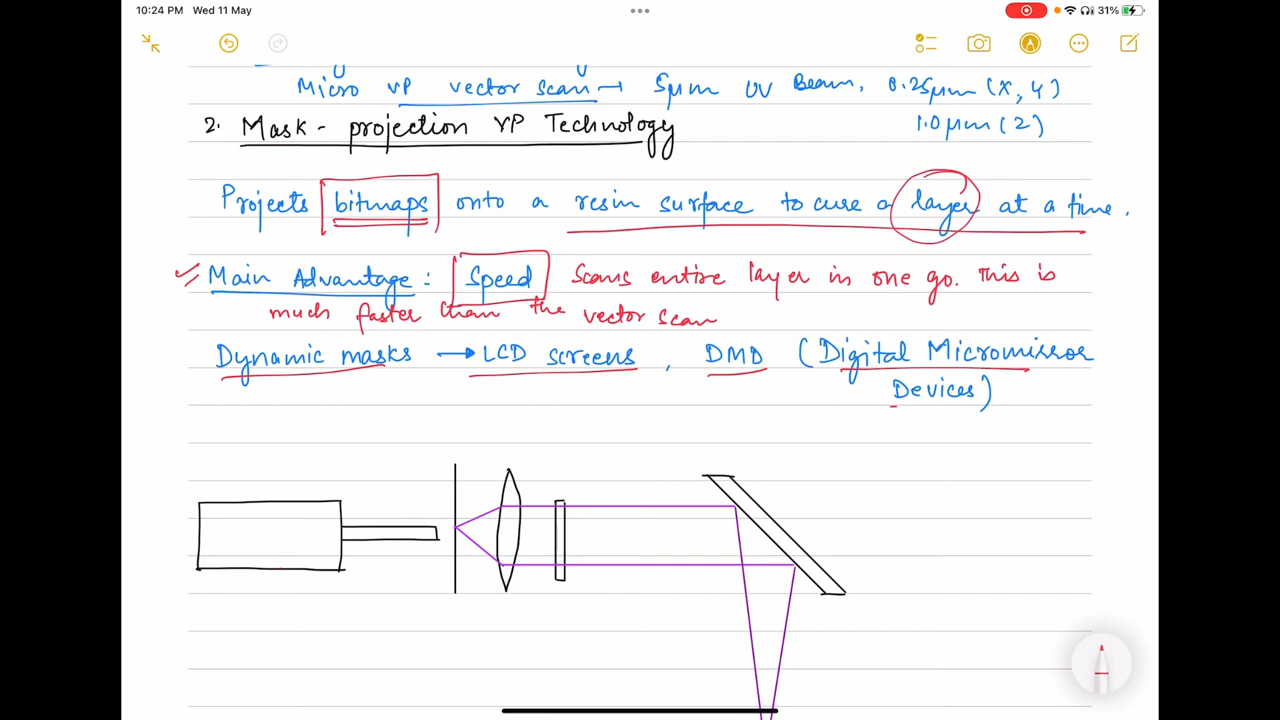 10:24 PM Wed 11 May
31%
Micro VP vector scan → 5μm UV Beam, 0.25μm (X, Y)
1.0 μm (Z)
2. Mask - projection VP Technology
Projects bitmaps onto a resin surface to cure a layer at a time.
Main Advantage : Speed Scans entire layer in one go. This is
much faster than the vector scan
Dynamic masks → LCD screens, DMD (Digital Micromirror
Devices)